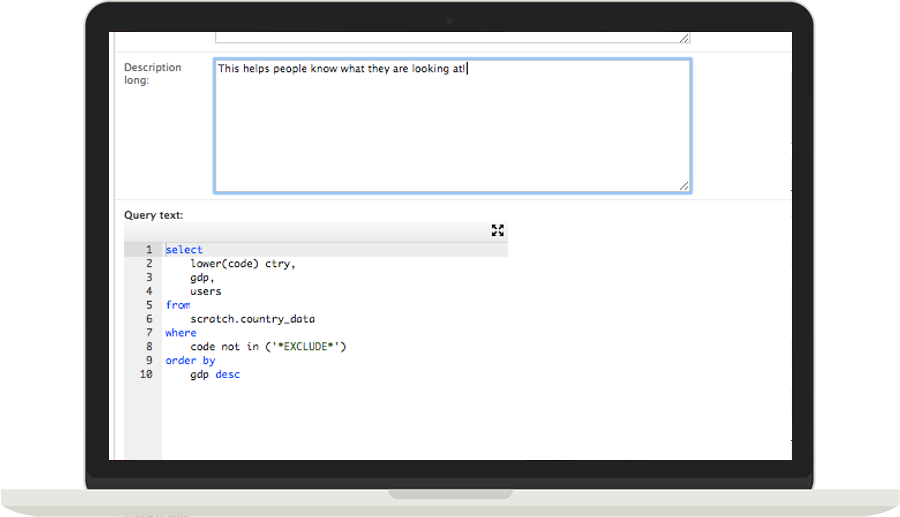 Description
long:
This helps people know what they are looking at!
Query text:
1 select
2 lower(code) ctry,
3 gdp,
4 users
5 from
6 scratch.country_data
7 where
8 code not in ('*EXCLUDE*')
9 order by
10 gdp desc